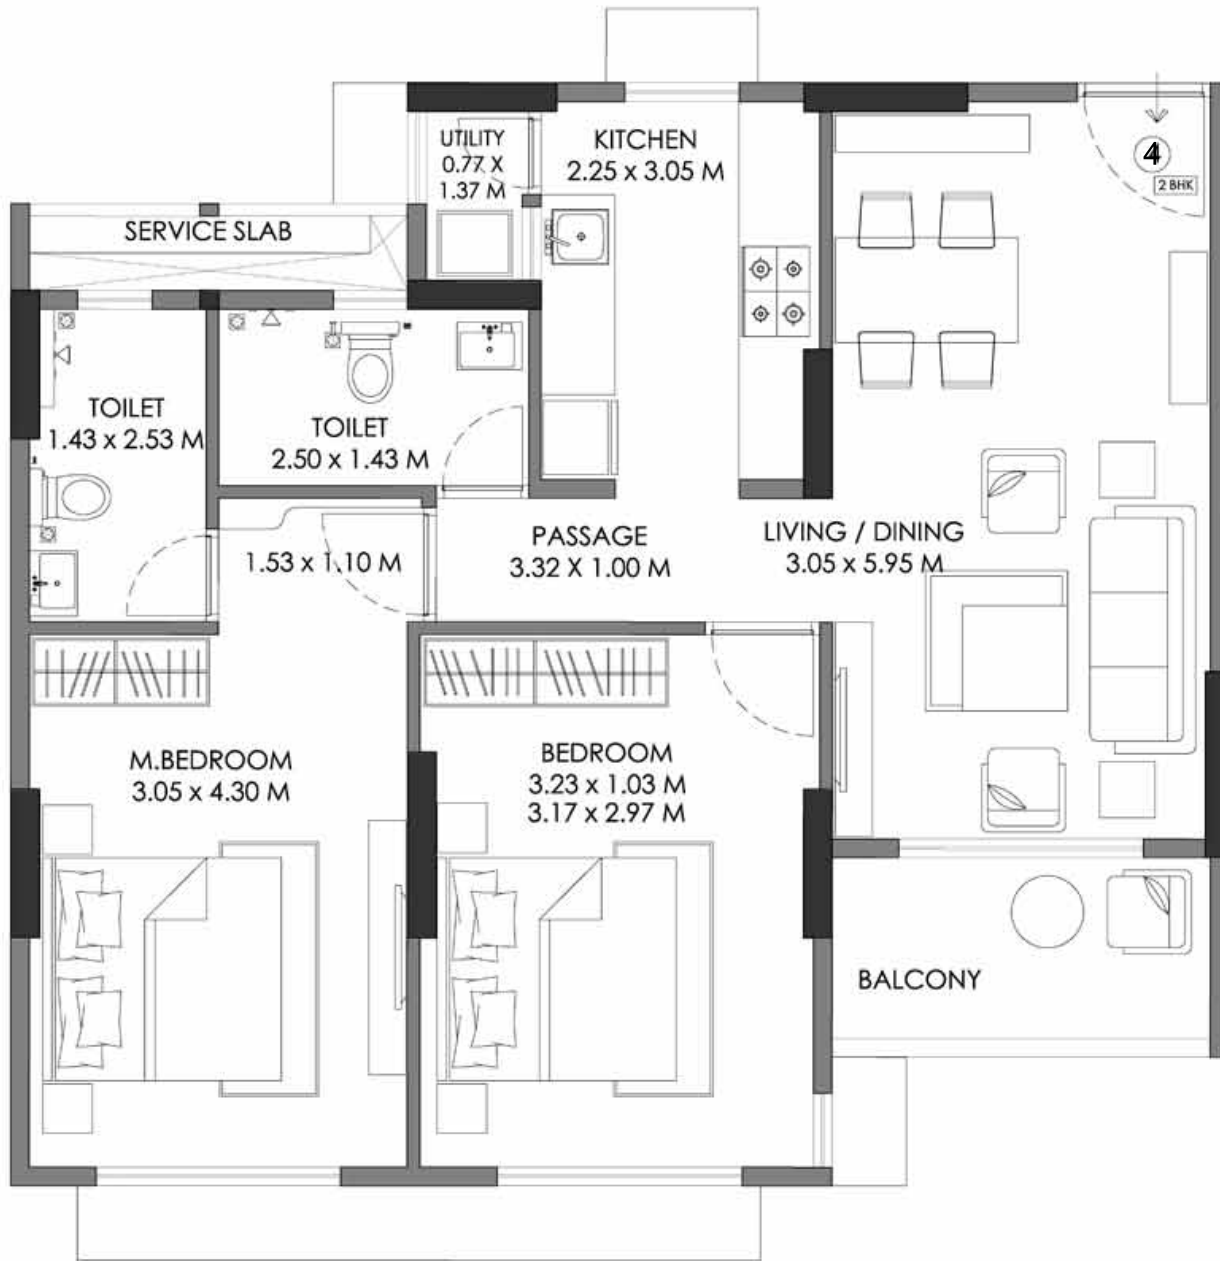 UTILITY
0.77 X
1.37 M
KITCHEN
2.25 x 3.05 M
4
2 BHK
SERVICE SLAB
TOILET
1.43 x 2.53 M
TOILET
2.50 x 1.43 M
1.53 x 1.10 M
PASSAGE
3.32 X 1.00 M
LIVING / DINING
3.05 x 5.95 M
M.BEDROOM
3.05 x 4.30 M
BEDROOM
3.23 x 1.03 M
3.17 x 2.97 M
BALCONY